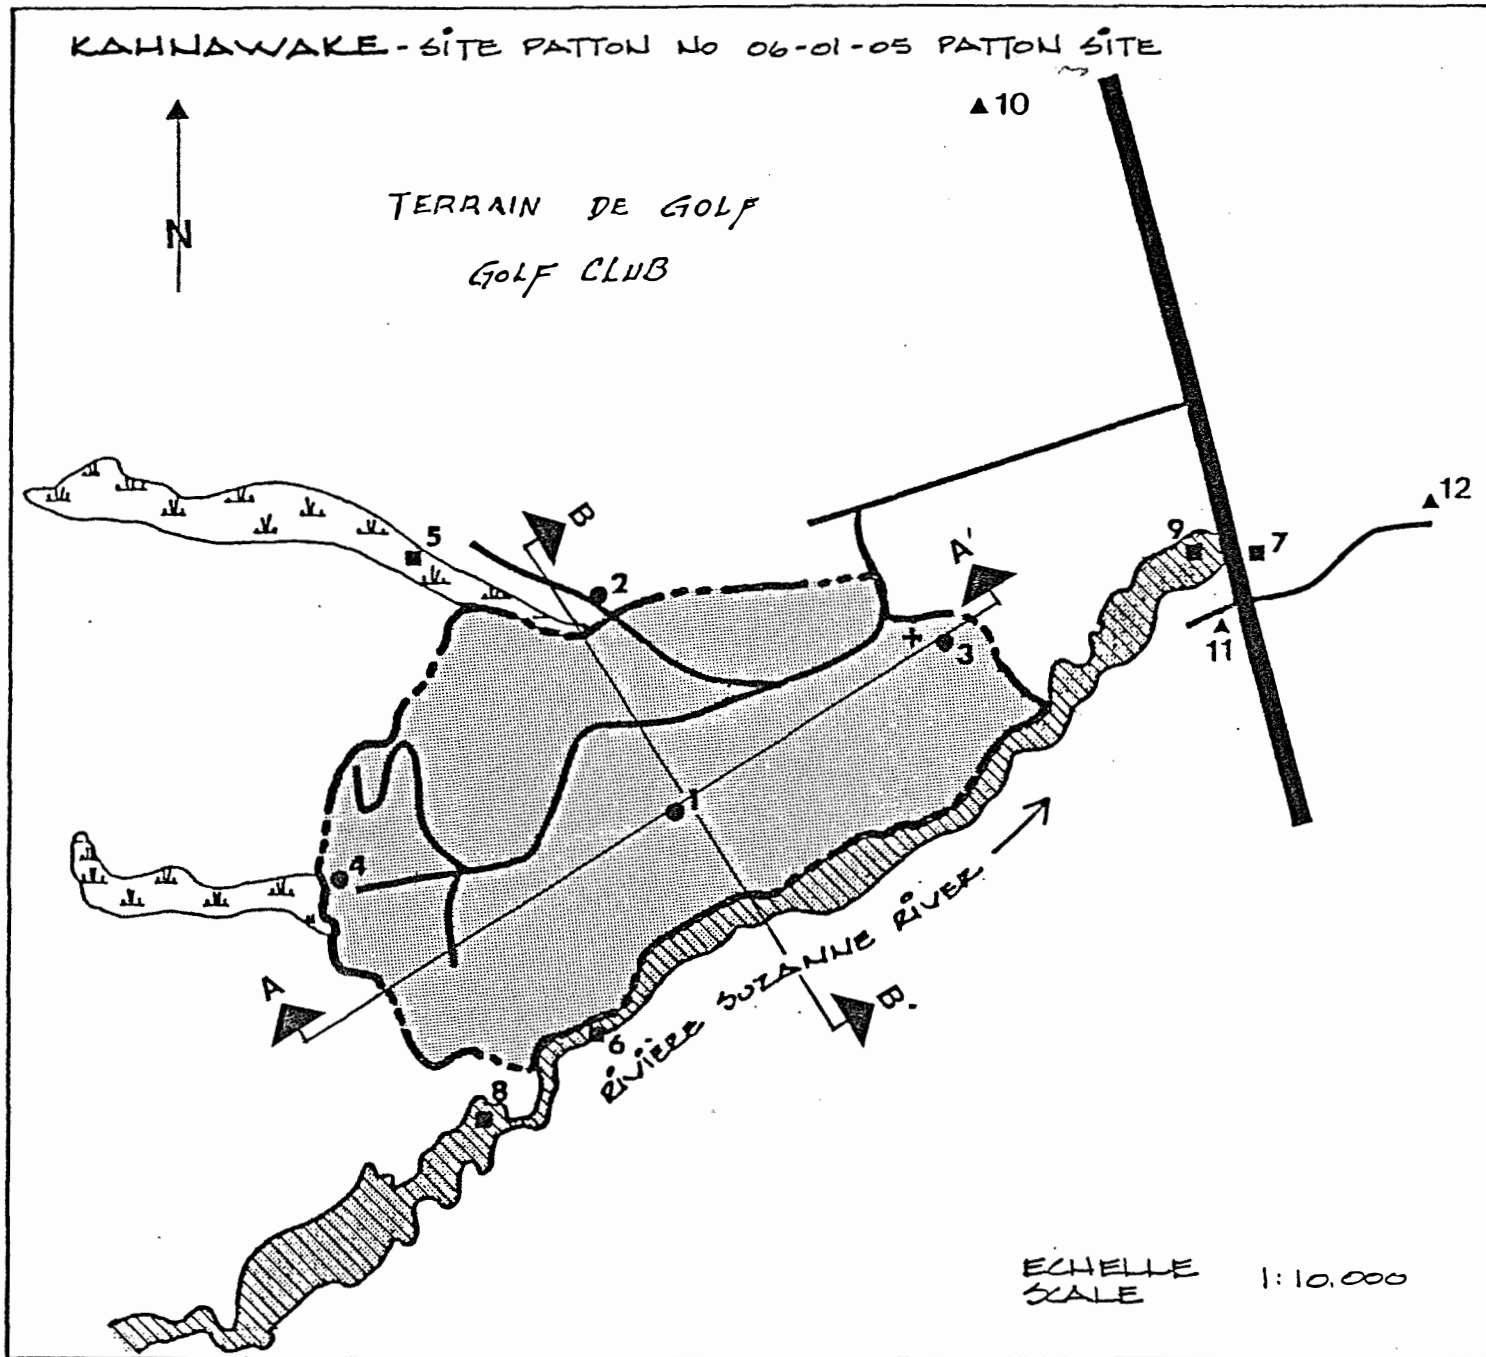 KAHNAWAKE - SITE PATTON No 06-01-05 PATTON SITE
10
N
TERRAIN DE GOLF
GOLF CLUB
12
B
5
9
7
A'
2
3
11
1
4
A
B'
RIVIÈRE SUZANNE RIVER
6
8
ECHELLE 1:10,000
SCALE